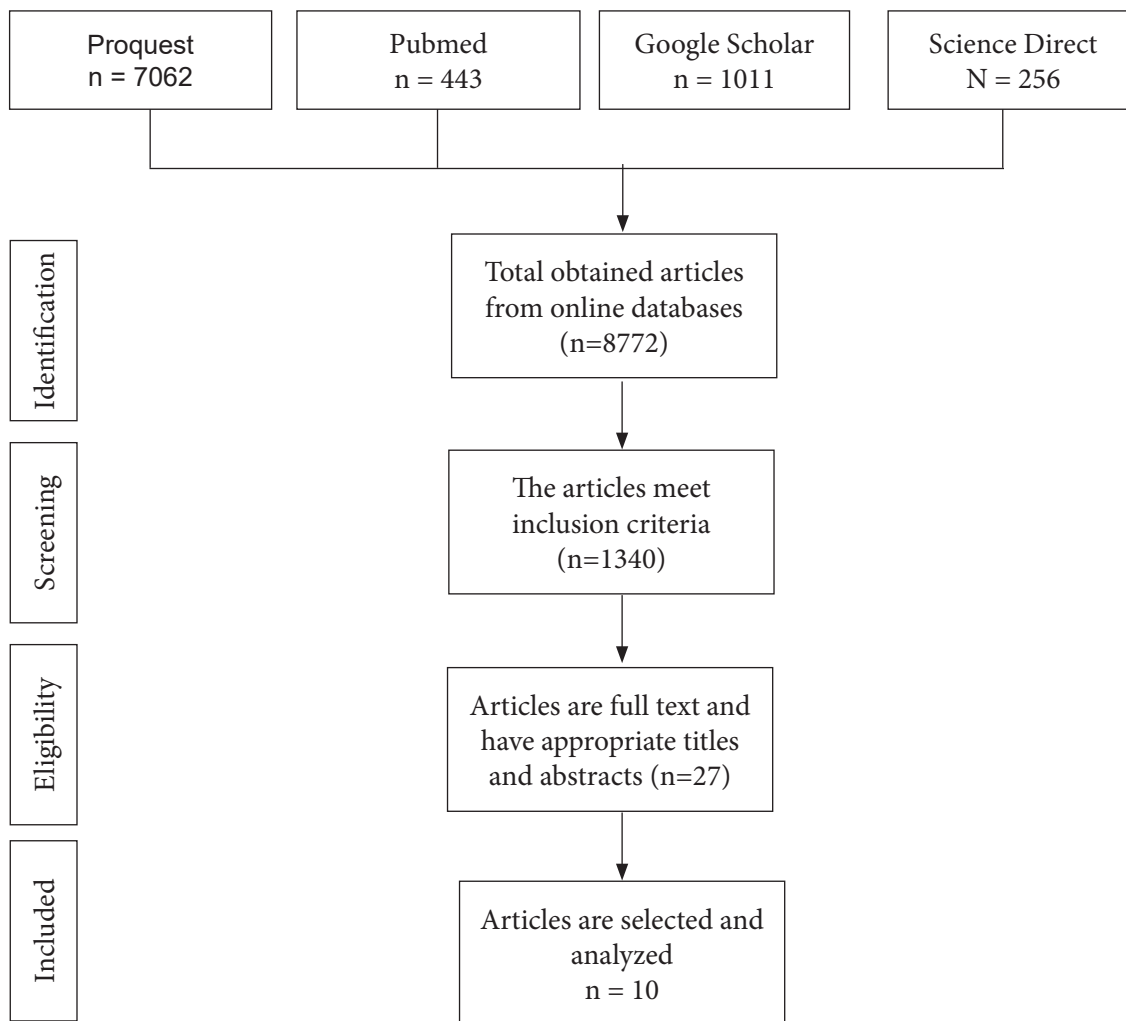 Proquest
n = 7062
Pubmed
n = 443
Google Scholar
n = 1011
Science Direct
N = 256
Identification
Total obtained articles
from online databases
(n=8772)
Screening
The articles meet
inclusion criteria
(n=1340)
Eligibility
Articles are full text and
have appropriate titles
and abstracts (n=27)
Included
Articles are selected and
analyzed
n = 10